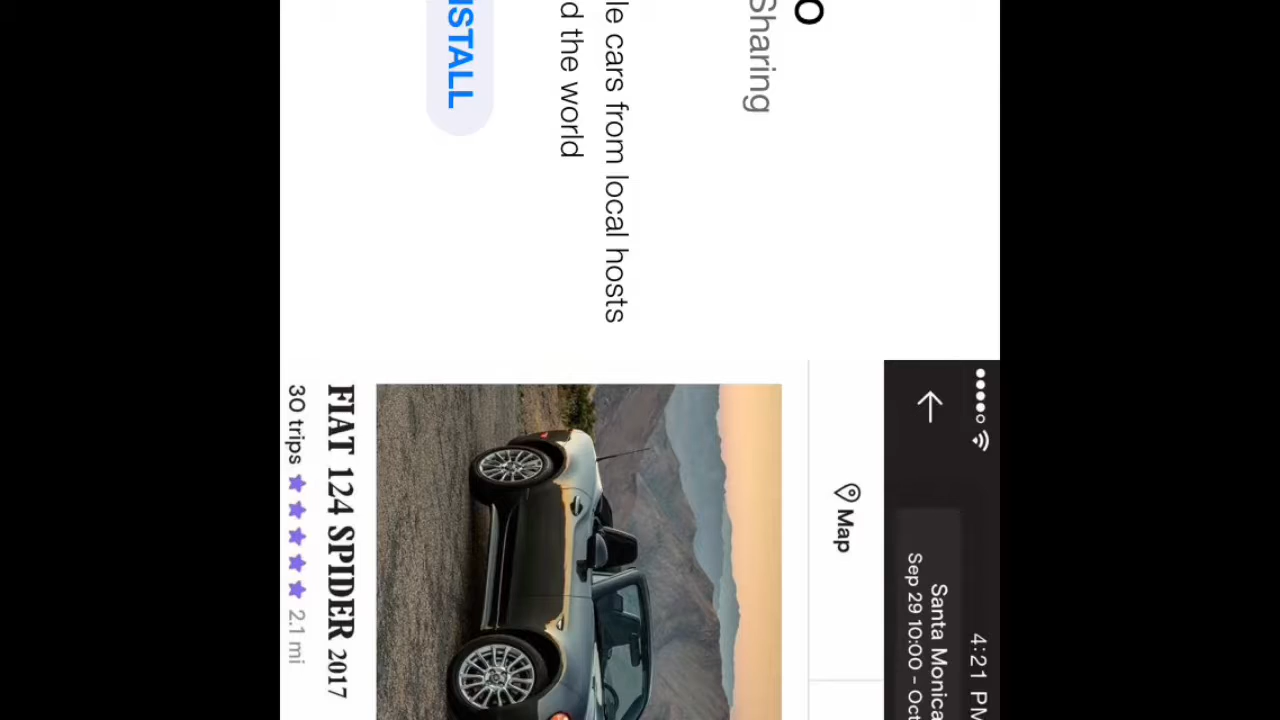 O
Sharing
le cars from local hosts
d the world
ISTALL
4:21 PM
Santa Monica
Sep 29 10:00 - Oct
Map
FIAT 124 SPIDER 2017
30 trips 2.1 mi